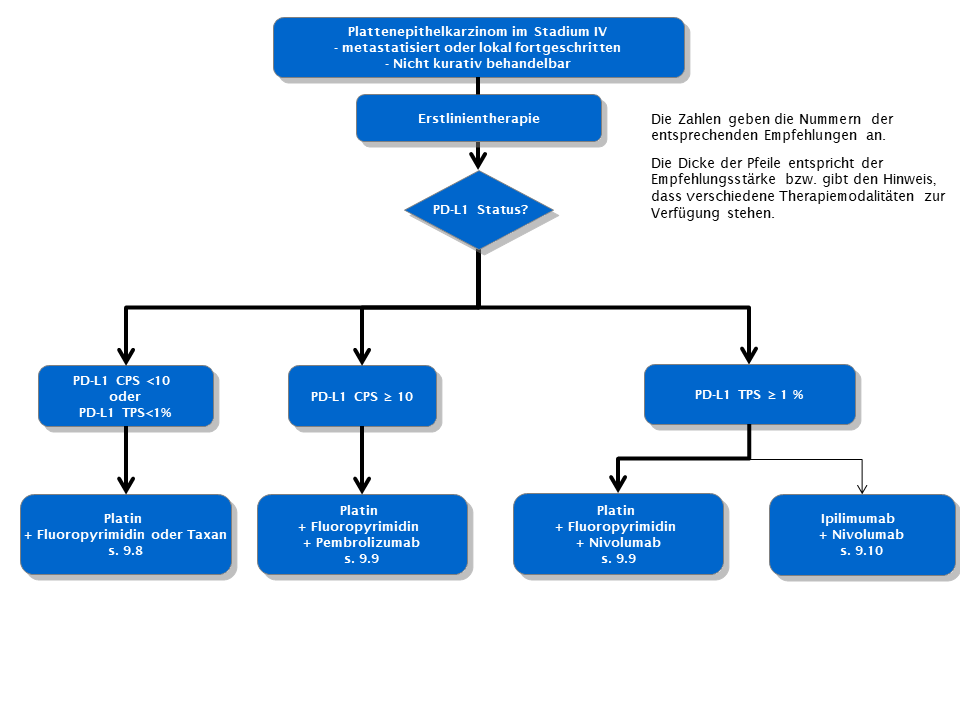 Plattenepithelkarzinom im Stadium IV
- metastatisiert oder lokal fortgeschritten
- Nicht kurativ behandelbar
Erstlinientherapie
Die Zahlen geben die Nummern der
entsprechenden Empfehlungen an.
Die Dicke der Pfeile entspricht der
Empfehlungsstärke bzw. gibt den Hinweis,
dass verschiedene Therapiemodalitäten zur
Verfügung stehen.
PD-L1 Status?
PD-L1 CPS <10
oder
PD-L1 TPS<1%
PD-L1 CPS ≥ 10
PD-L1 TPS ≥ 1 %
Platin
+ Fluoropyrimidin oder Taxan
s. 9.8
Platin
+ Fluoropyrimidin
+ Pembrolizumab
s. 9.9
Platin
+ Fluoropyrimidin
+ Nivolumab
s. 9.9
Ipilimumab
+ Nivolumab
s. 9.10